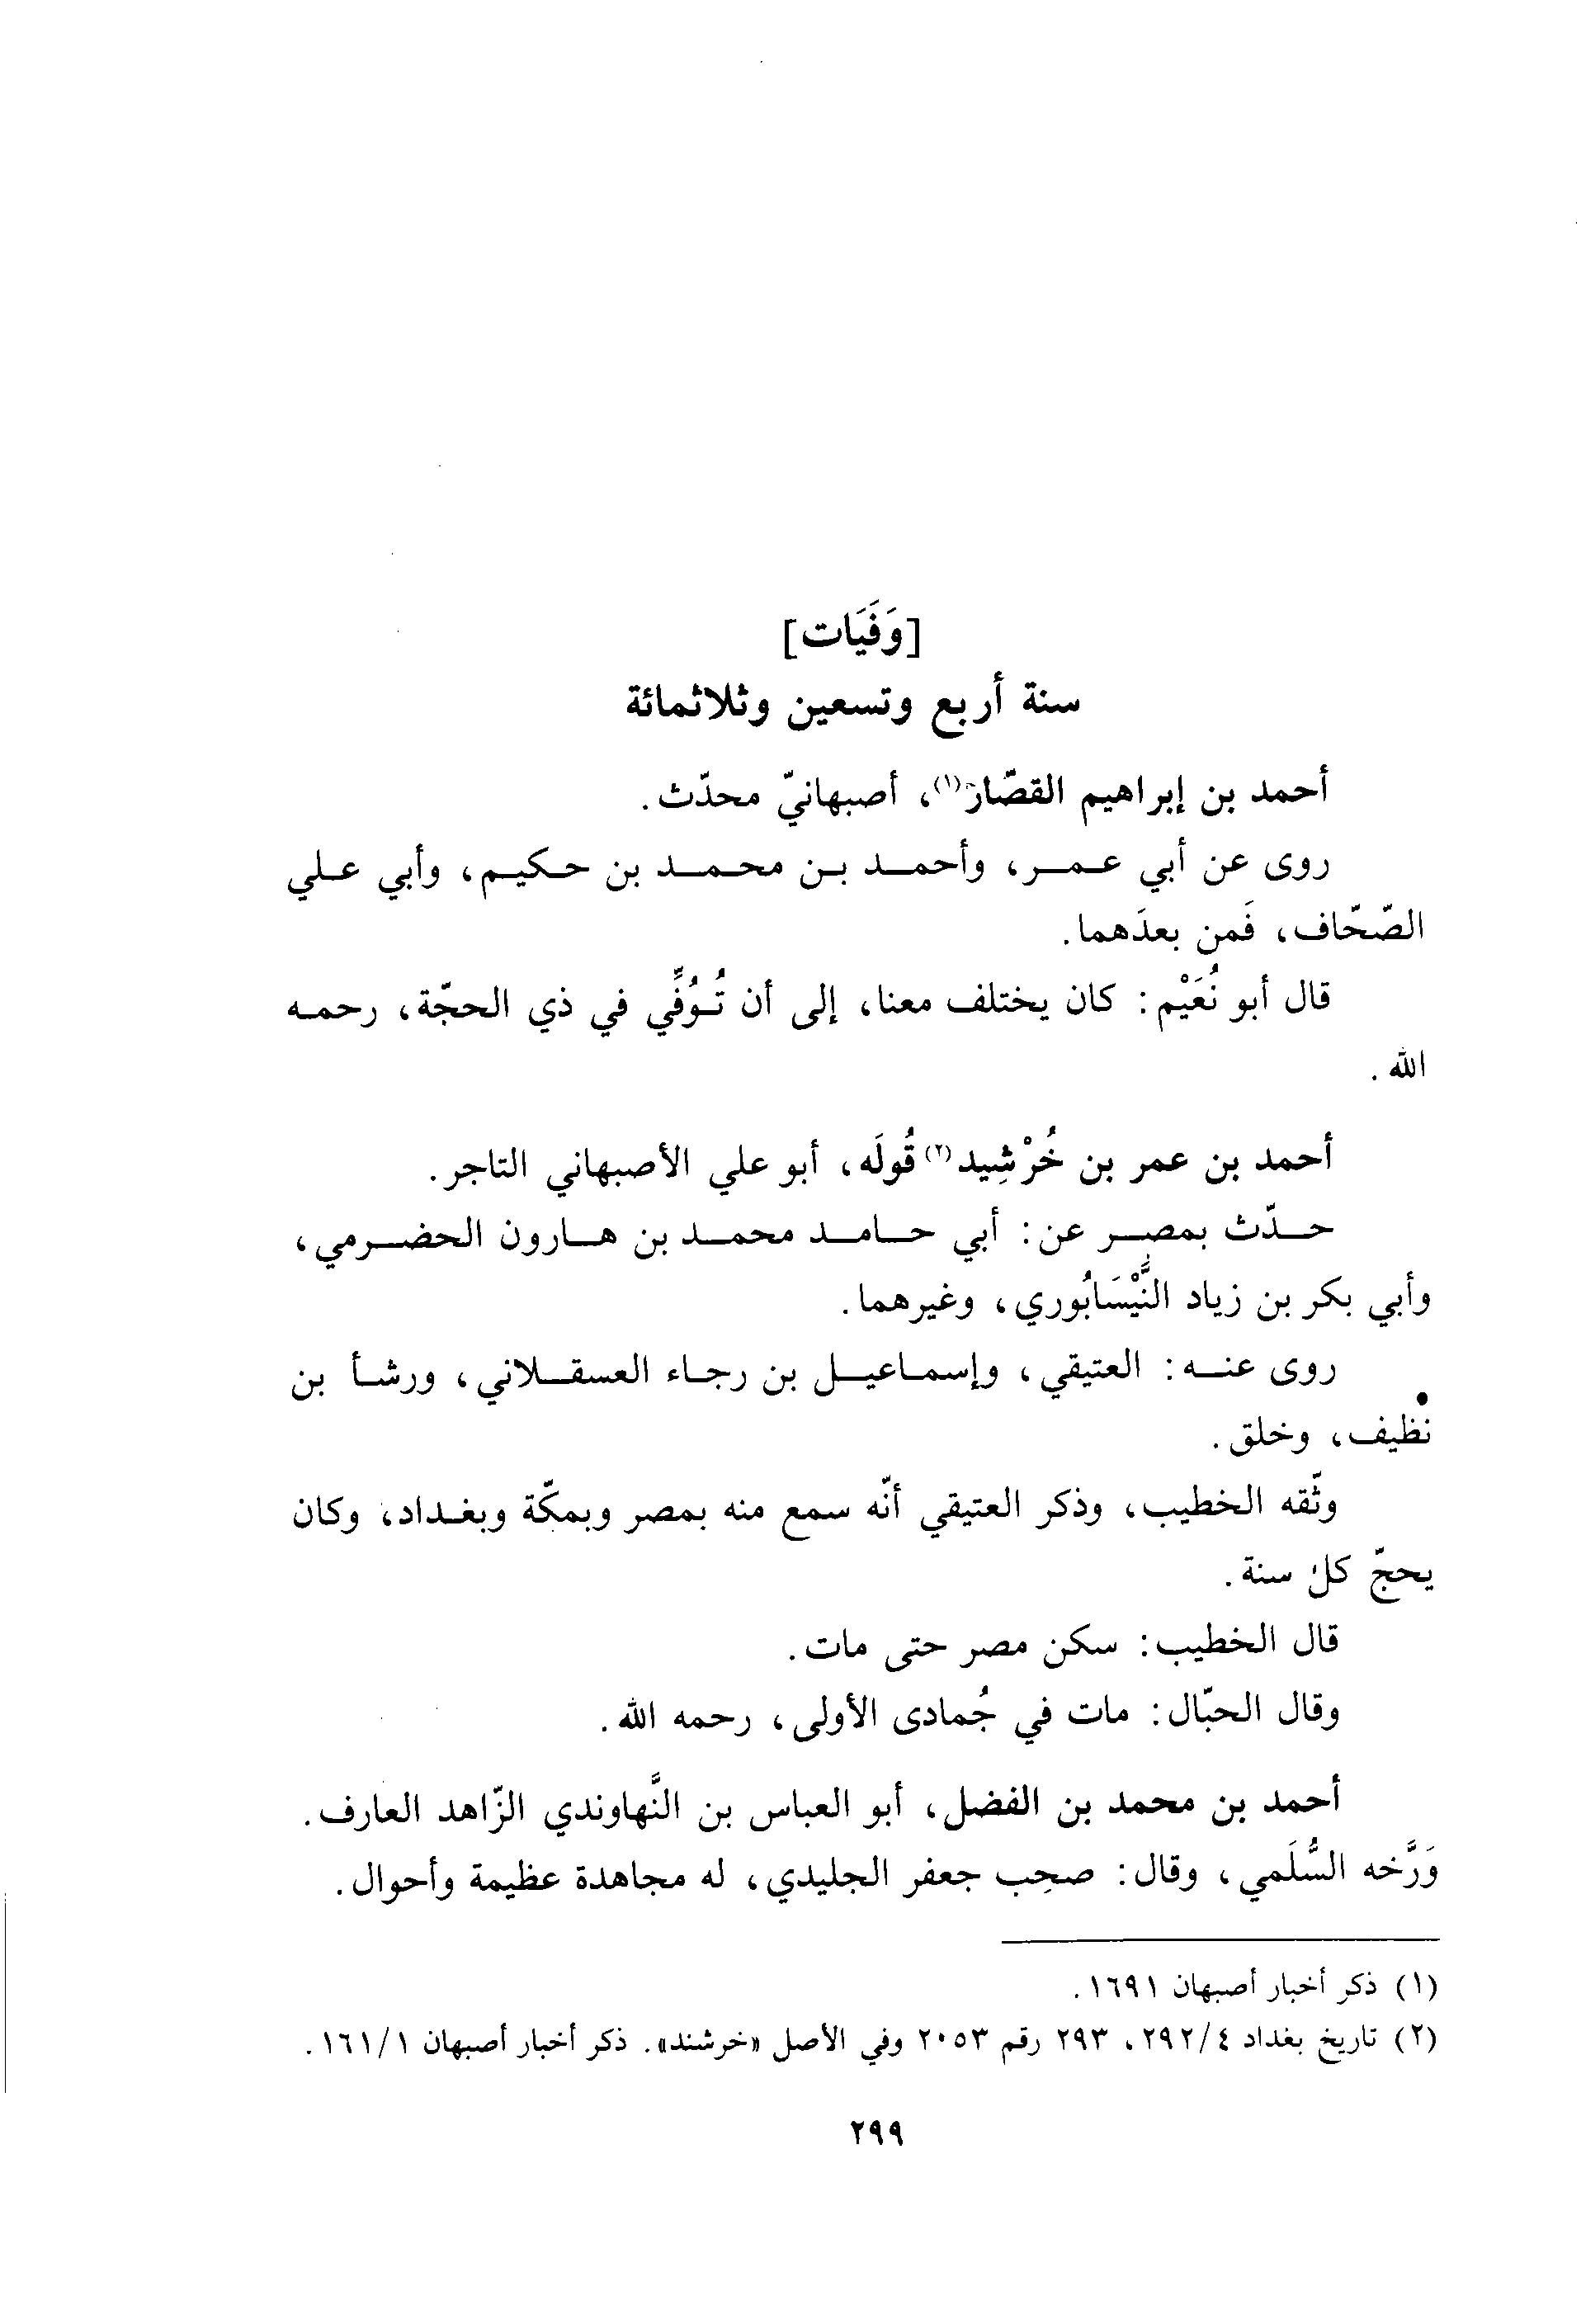 [وَفَيَات]
سنة أربع وتسعين وثلاثمائة
أحمد بن إبراهيم القصّار(١)، أصبهانيّ محدّث.
روى عن أبي عمر، وأحمد بن محمد بن حكيم، وأبي علي
الصّحّاف، فَمن بعدَهما.
قال أبو نُعَيْم: كان يختلف معنا، إلى أن تُوُفِّي في ذي الحجّة، رحمه
الله.
أحمد بن عمر بن خُرْشِيد(٢) قُولَه، أبو علي الأصبهاني التاجر.
حدّث بمصر عن: أبي حامد محمد بن هارون الحضرمي،
وأبي بكر بن زياد النَّيْسَابُوري، وغيرهما.
روى عنه: العتيقي، وإسماعيل بن رجاء العسقلاني، ورشأ بن
نظيف، وخلق.
وثّقه الخطيب، وذكر العتيقي أنّه سمع منه بمصر وبمكّة وبغداد، وكان
يحجّ كل سنة.
قال الخطيب: سكن مصر حتى مات.
وقال الحبّال: مات في جُمادى الأولى، رحمه الله.
أحمد بن محمد بن الفضل، أبو العباس بن النَّهاوندي الزّاهد العارف.
وَرَّخه السُّلَمي، وقال: صحِب جعفر الجليدي، له مجاهدة عظيمة وأحوال.
(١) ذكر أخبار أصبهان ١٦٩١.
(٢) تاريخ بغداد ٤/٢٩٢، ٢٩٣ رقم ٢٠٥٣ وفي الأصل «خرشند». ذكر أخبار أصبهان ١/١٦١.
٢٩٩